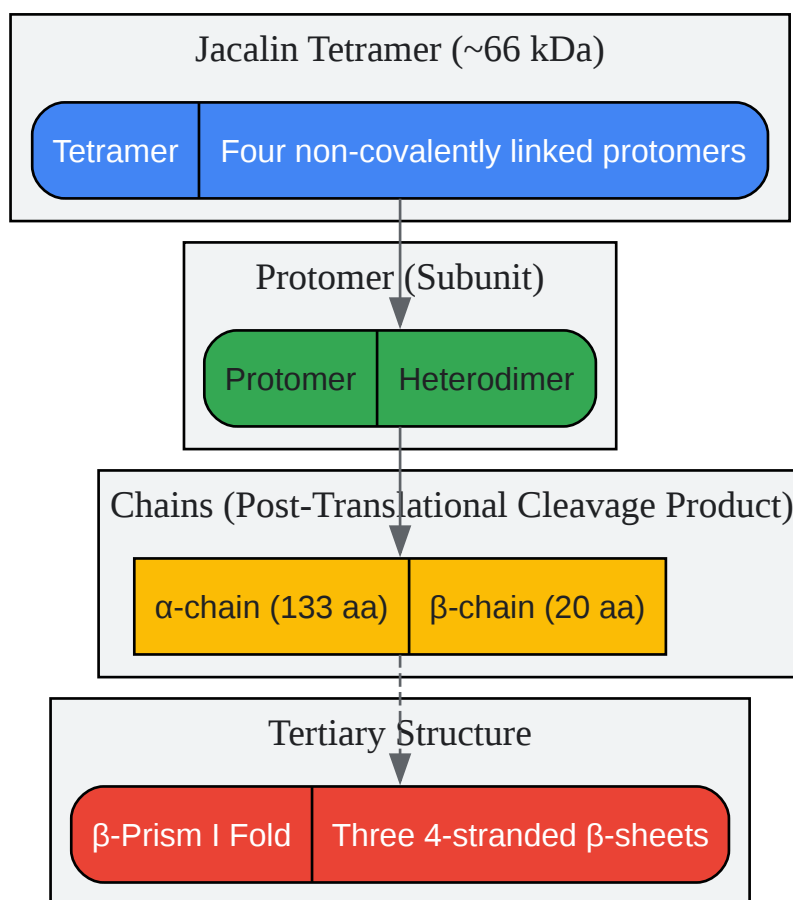 Jacalin Tetramer (~66 kDa)
Tetramer
Four non-covalently linked protomers
Protomer (Subunit)
Protomer
Heterodimer
Chains (Post-Translational Cleavage Product)
α-chain (133 aa)
β-chain (20 aa)
Tertiary Structure
β-Prism I Fold
Three 4-stranded β-sheets